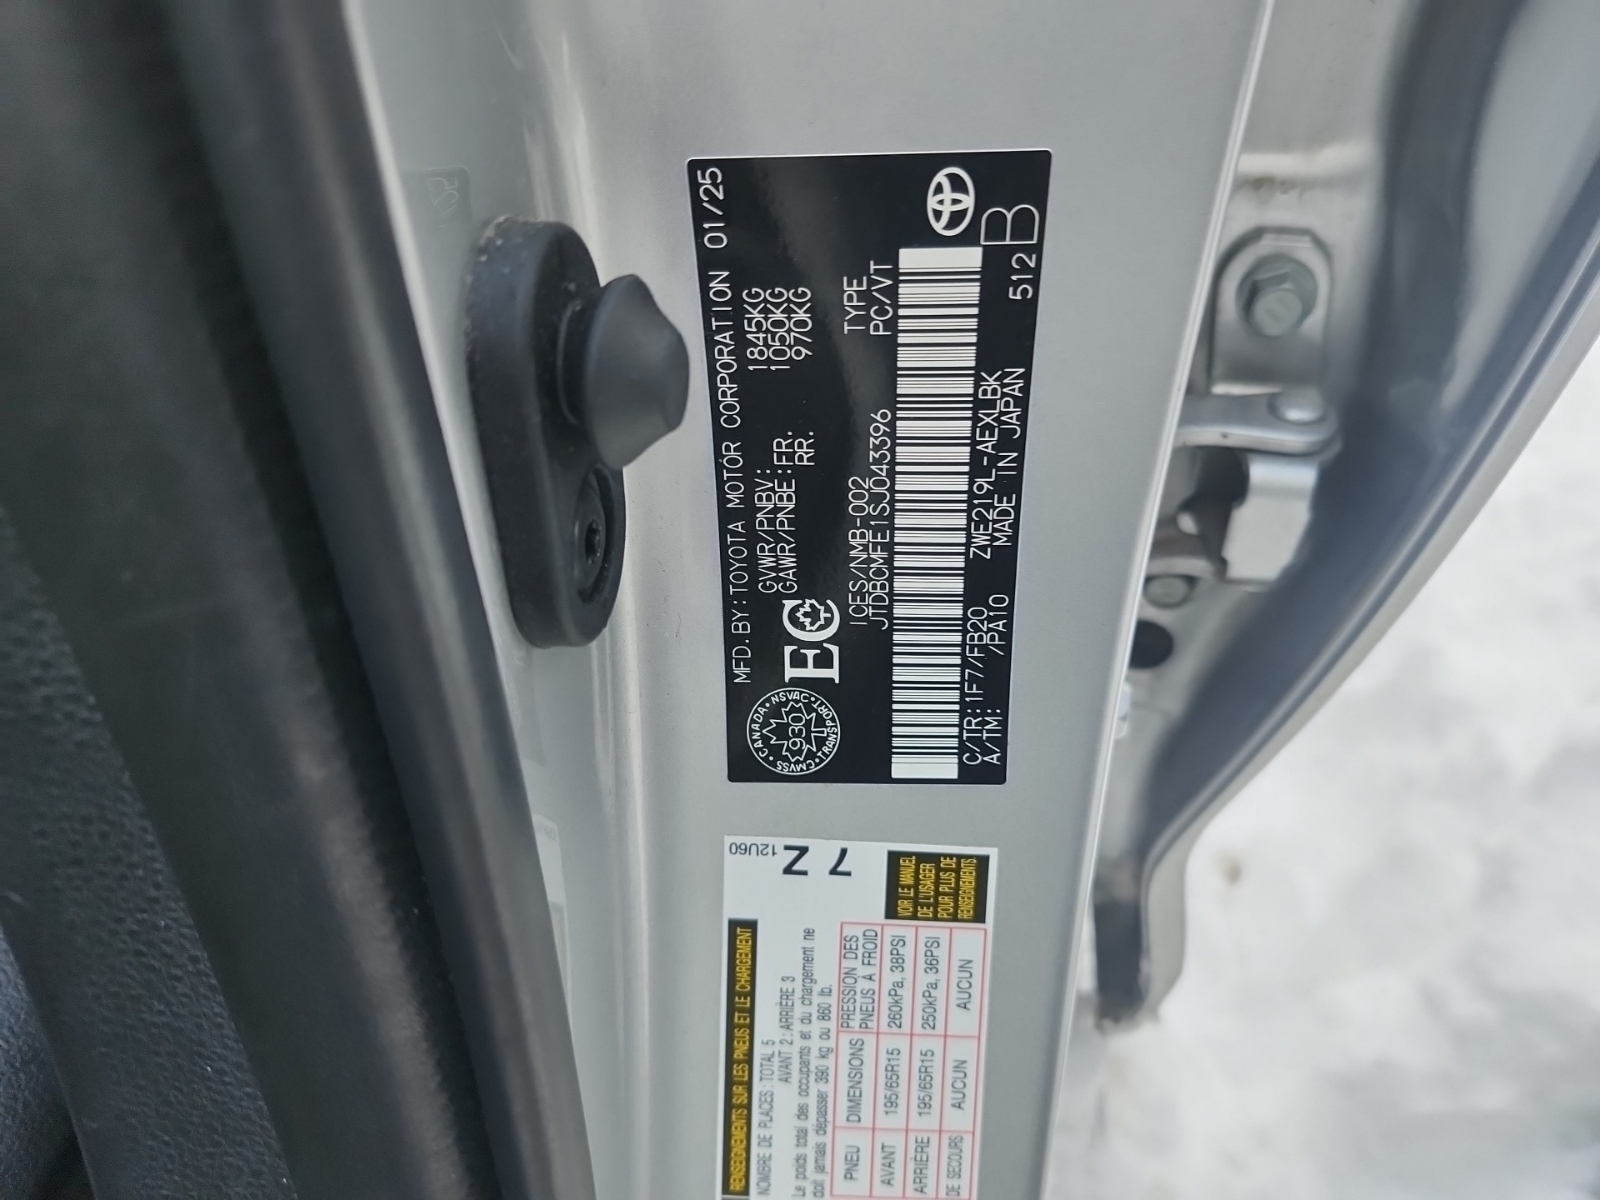 MFD.BY:TOYOTA MOTOR CORPORATION 01/25
GVWR/PNBV: 1845KG
GAWR/PNBE:FR. 1050KG
RR. 970KG
CANADA NSVAC TRANSPORT CMVSS
930
EC
ICES/NMB-002 TYPE
JTDBCMFE1SJ043396 PC/VT
C/TR:1F7/FB20 ZWE219L-AEXLBK
A/TM: /PA10 MADE IN JAPAN 512B
RENSEIGNEMENTS SUR LES PNEUS ET LE CHARGEMENT
NOMBRE DE PLACES : TOTAL 5
AVANT 2 : ARRIÈRE 3
Le poids total des occupants et du chargement ne
doit jamais dépasser 390 kg ou 860 lb.
12U60
7Z
PNEU DIMENSIONS PRESSION DES
PNEUS À FROID
AVANT 195/65R15 260kPa, 38PSI
ARRIÈRE 195/65R15 250kPa, 36PSI
DE SECOURS AUCUN AUCUN
VOIR LE MANUEL
DE L'USAGER
POUR PLUS DE
RENSEIGNEMENTS.